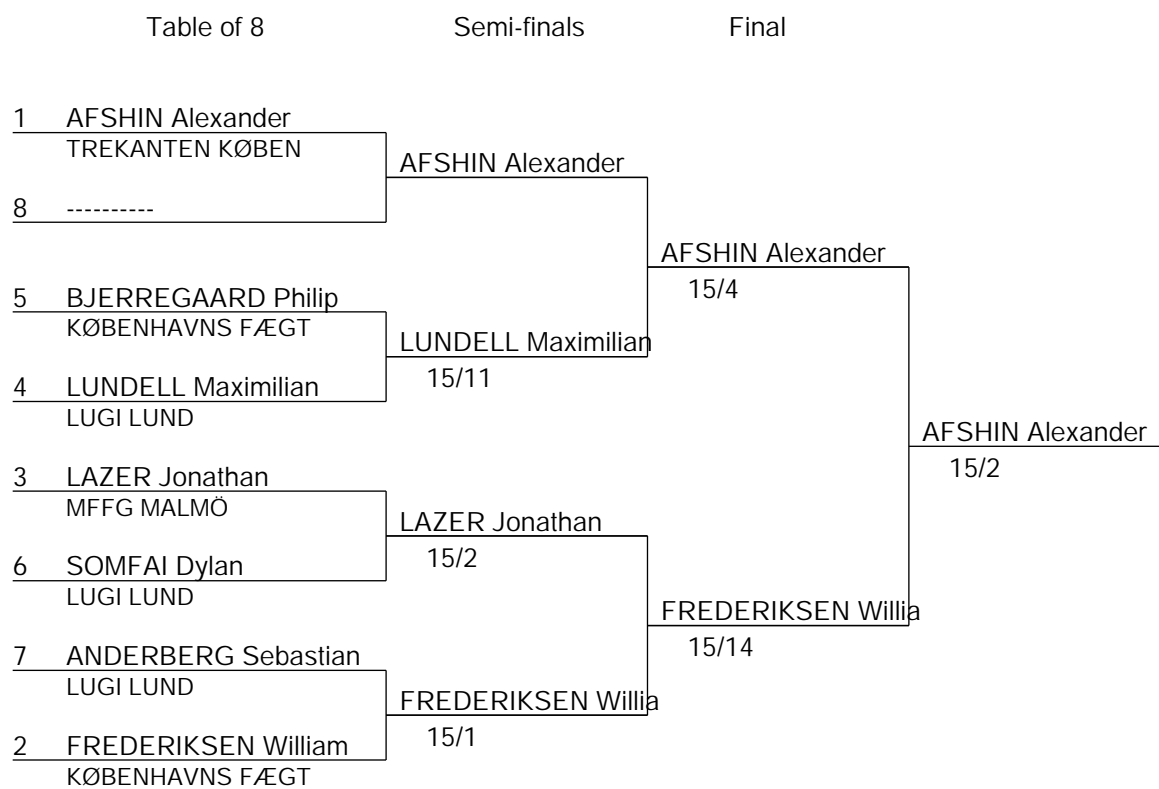 Table of 8 Semi-finals Final
1 AFSHIN Alexander
TREKANTEN KØBEN
AFSHIN Alexander
8 ----------
AFSHIN Alexander
15/4
5 BJERREGAARD Philip
KØBENHAVNS FÆGT
LUNDELL Maximilian
15/11
4 LUNDELL Maximilian
LUGI LUND
AFSHIN Alexander
15/2
3 LAZER Jonathan
MFFG MALMÖ
LAZER Jonathan
15/2
6 SOMFAI Dylan
LUGI LUND
FREDERIKSEN Willia
15/14
7 ANDERBERG Sebastian
LUGI LUND
FREDERIKSEN Willia
15/1
2 FREDERIKSEN William
KØBENHAVNS FÆGT